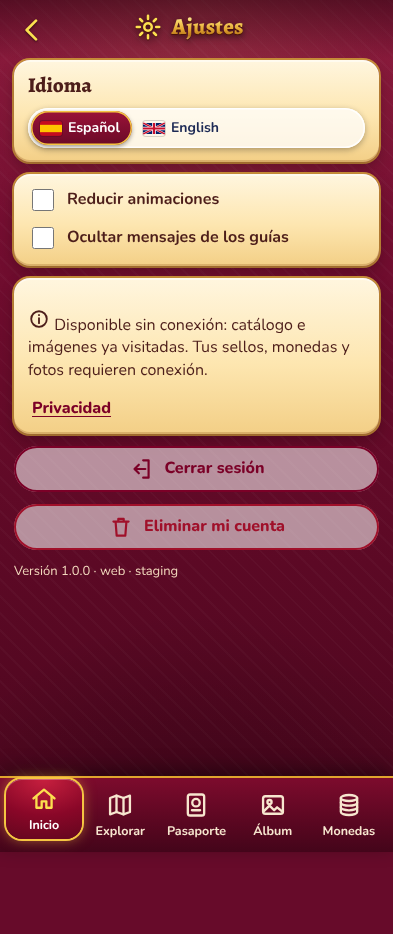 Ajustes
Idioma
Español
English
Reducir animaciones
Ocultar mensajes de los guías
Disponible sin conexión: catálogo e
imágenes ya visitadas. Tus sellos, monedas y
fotos requieren conexión.
Privacidad
Cerrar sesión
Eliminar mi cuenta
Versión 1.0.0 · web · staging
Inicio
Explorar
Pasaporte
Álbum
Monedas